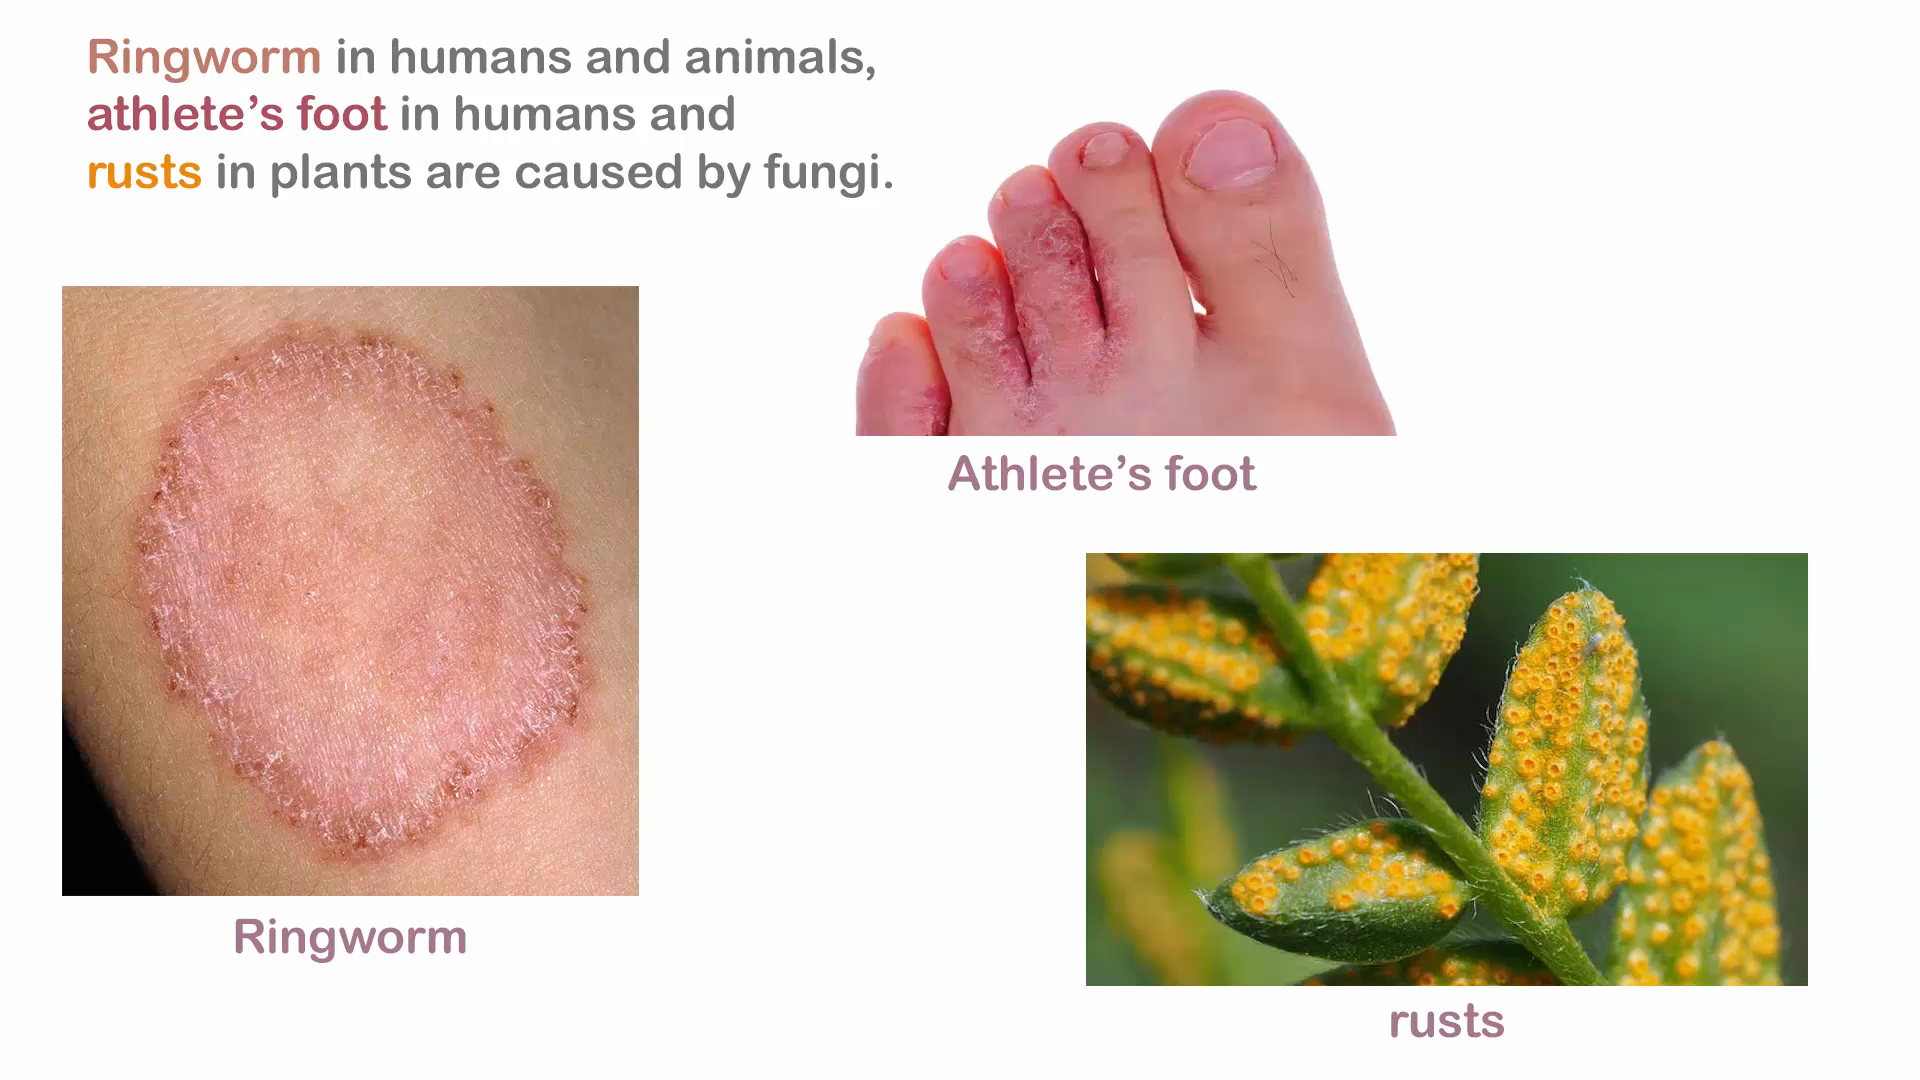 Ringworm in humans and animals,
athlete’s foot in humans and
rusts in plants are caused by fungi.
Athlete’s foot
Ringworm
rusts